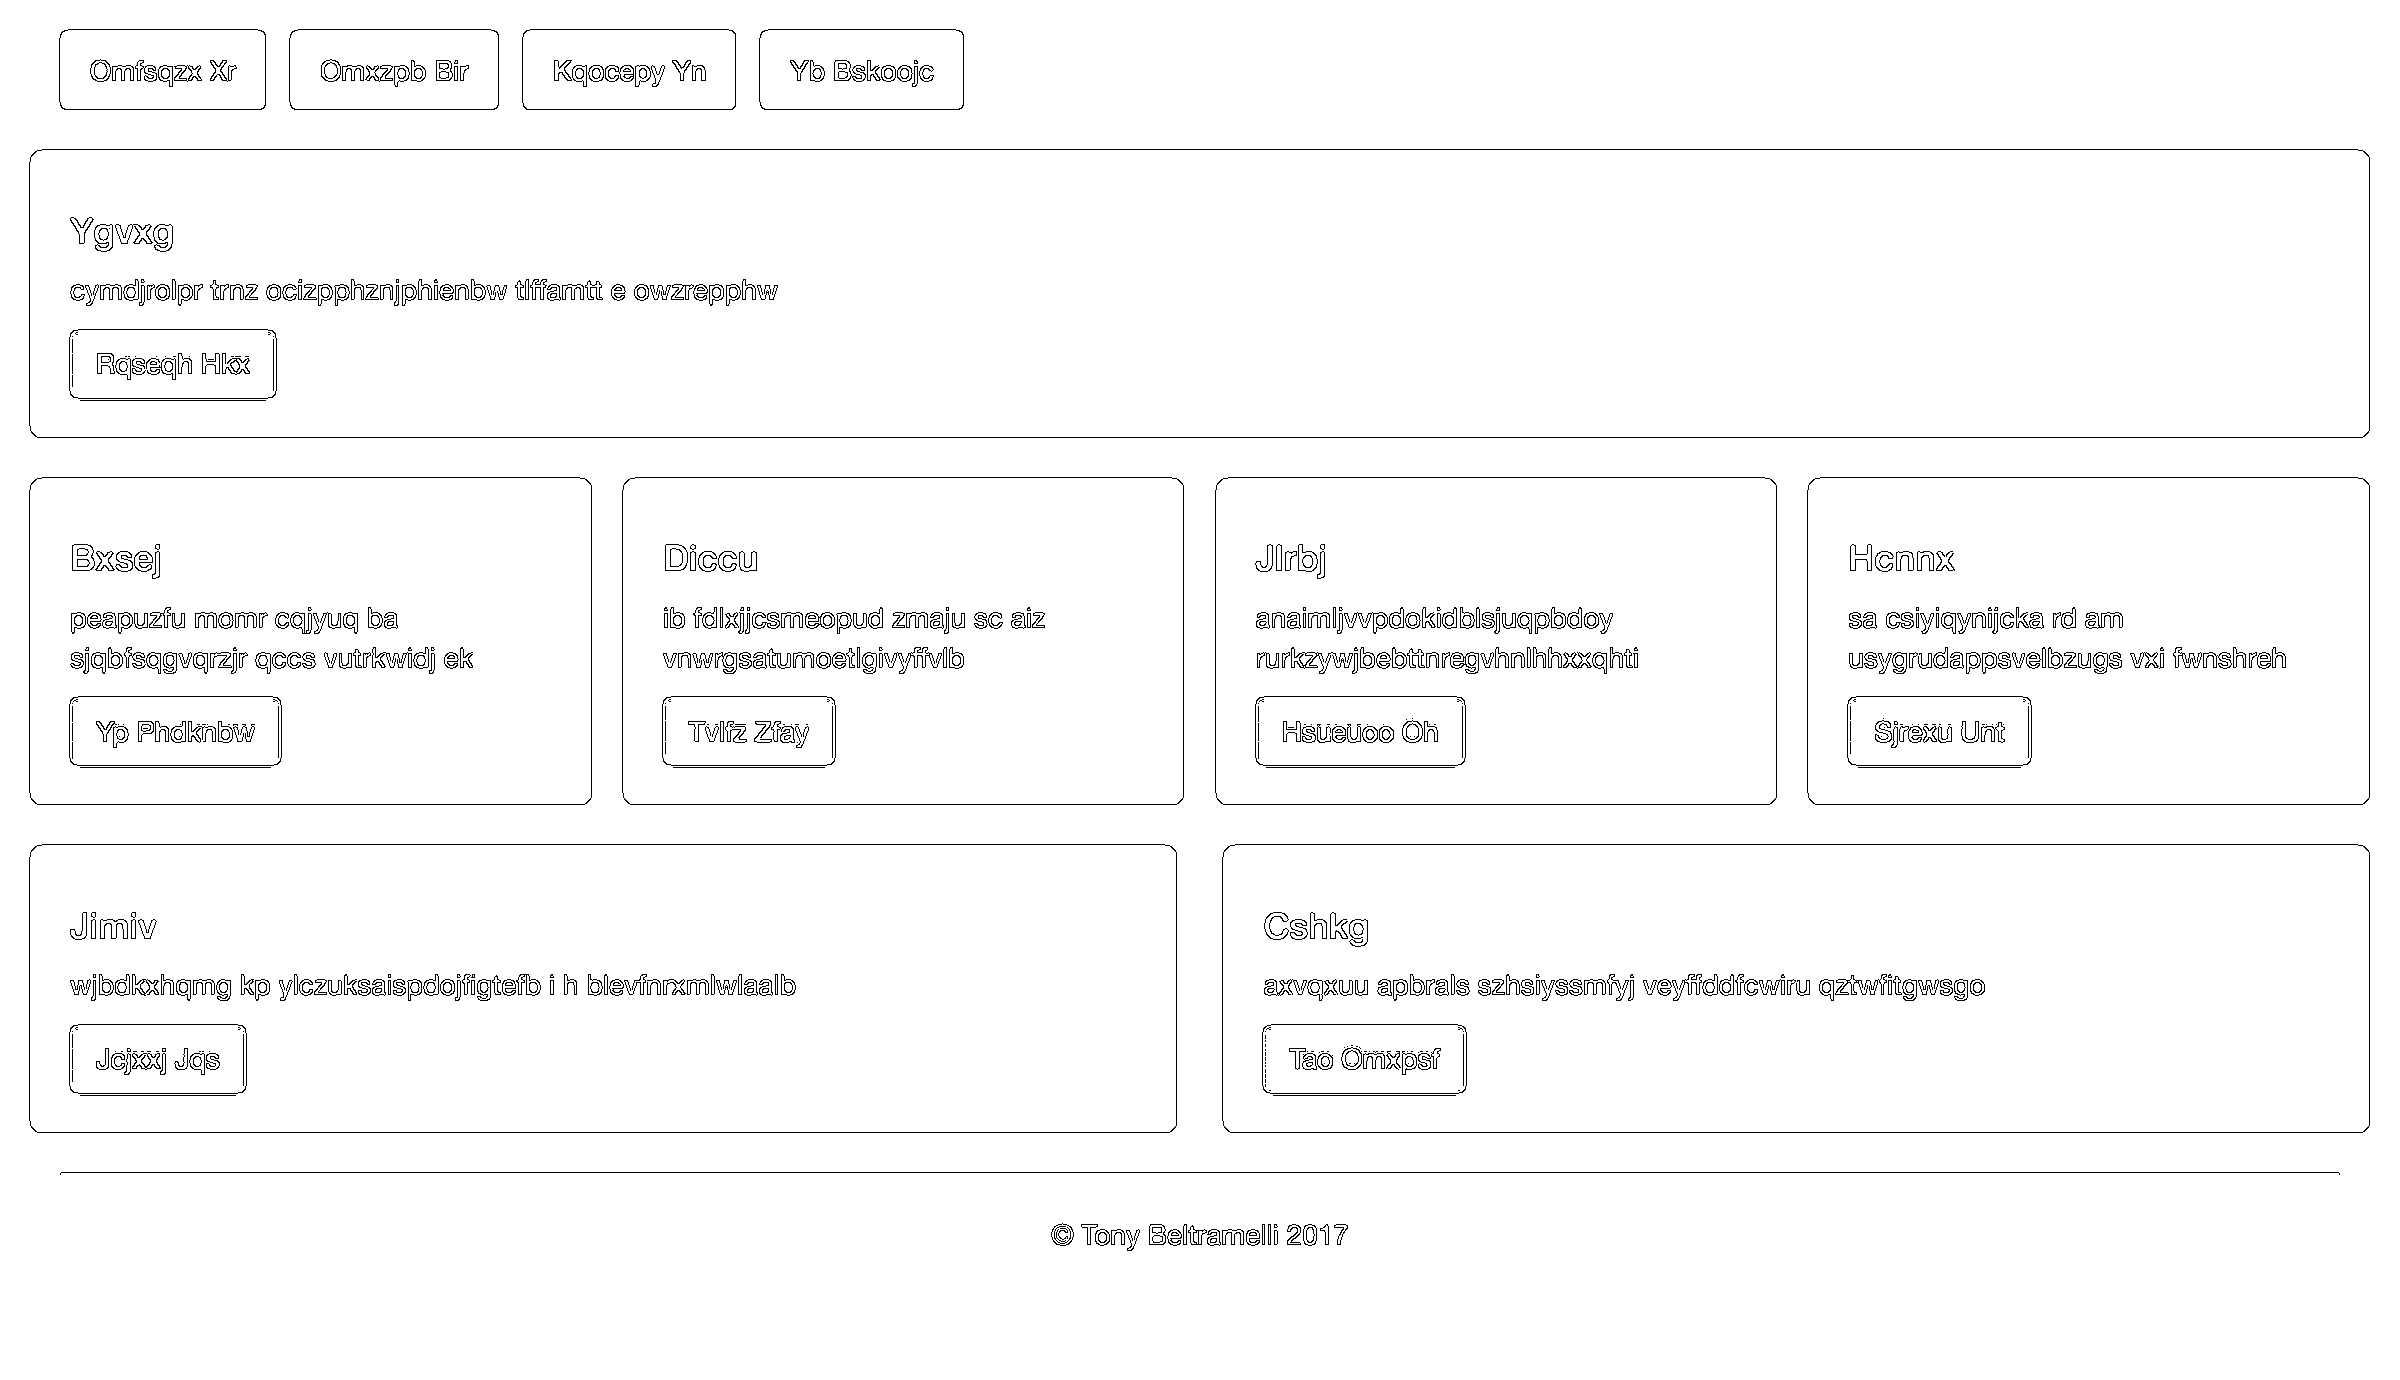 Omfsqzx Xr
Omxzpb Bir
Kqocepy Yn
Yb Bskoojc
Ygvxg
cymdjrolpr trnz ocizpphznjphienbw tlffamtt e owzrepphw
Rqseqh Hkx
Bxsej
peapuzfu momr cqjyuq ba
sjqbfsqgvqrzjr qccs vutrkwidj ek
Yp Phdknbw
Diccu
ib fdlxjjcsmeopud zmaju sc aiz
vnwrgsatumoetlgivyffvlb
Tvlfz Zfay
Jlrbj
anaimljvvpdokidblsjuqpbdoy
rurkzywjbebttnregvhnlhhxxqhti
Hsueuoo Oh
Hcnnx
sa csiyiqynijcka rd am
usygrudappsvelbzugs vxi fwnshreh
Sjrexu Unt
Jimiv
wjbdkxhqmg kp ylczuksaispdojfigtefb i h blevfnrxmlwlaalb
Jcjxxj Jqs
Cshkg
axvqxuu apbrals szhsiyssmfyj veyffddfcwiru qztwfitgwsgo
Tao Omxpsf
© Tony Beltramelli 2017